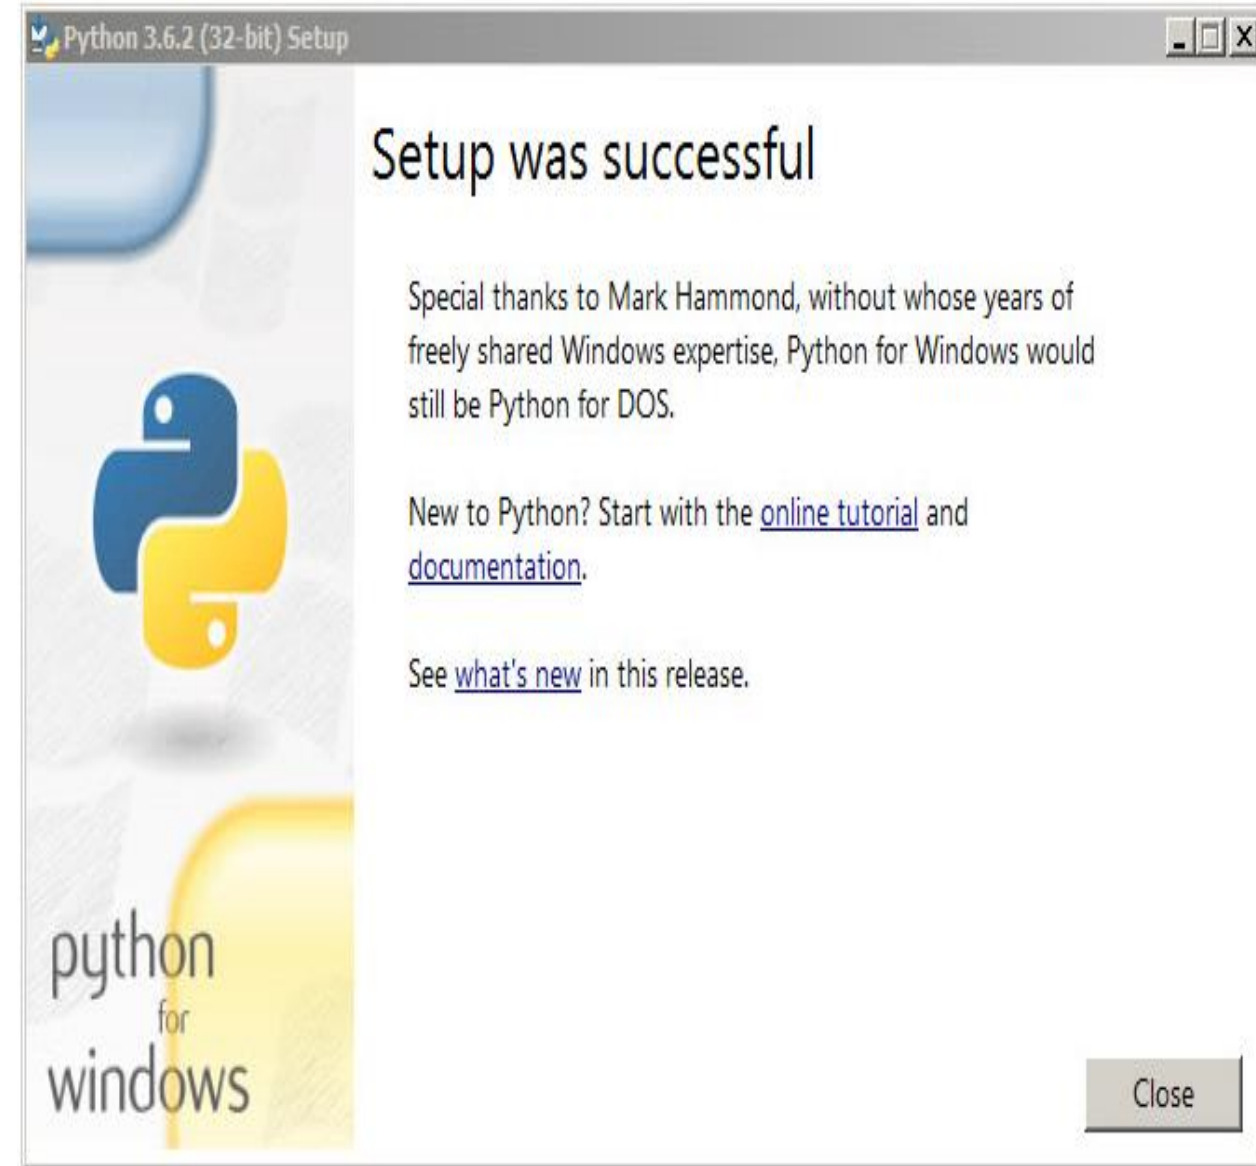 Python 3.6.2 (32-bit) Setup
Setup was successful
Special thanks to Mark Hammond, without whose years of
freely shared Windows expertise, Python for Windows would
still be Python for DOS.
New to Python? Start with the online tutorial and
documentation.
See what's new in this release.
python
for
windows
Close